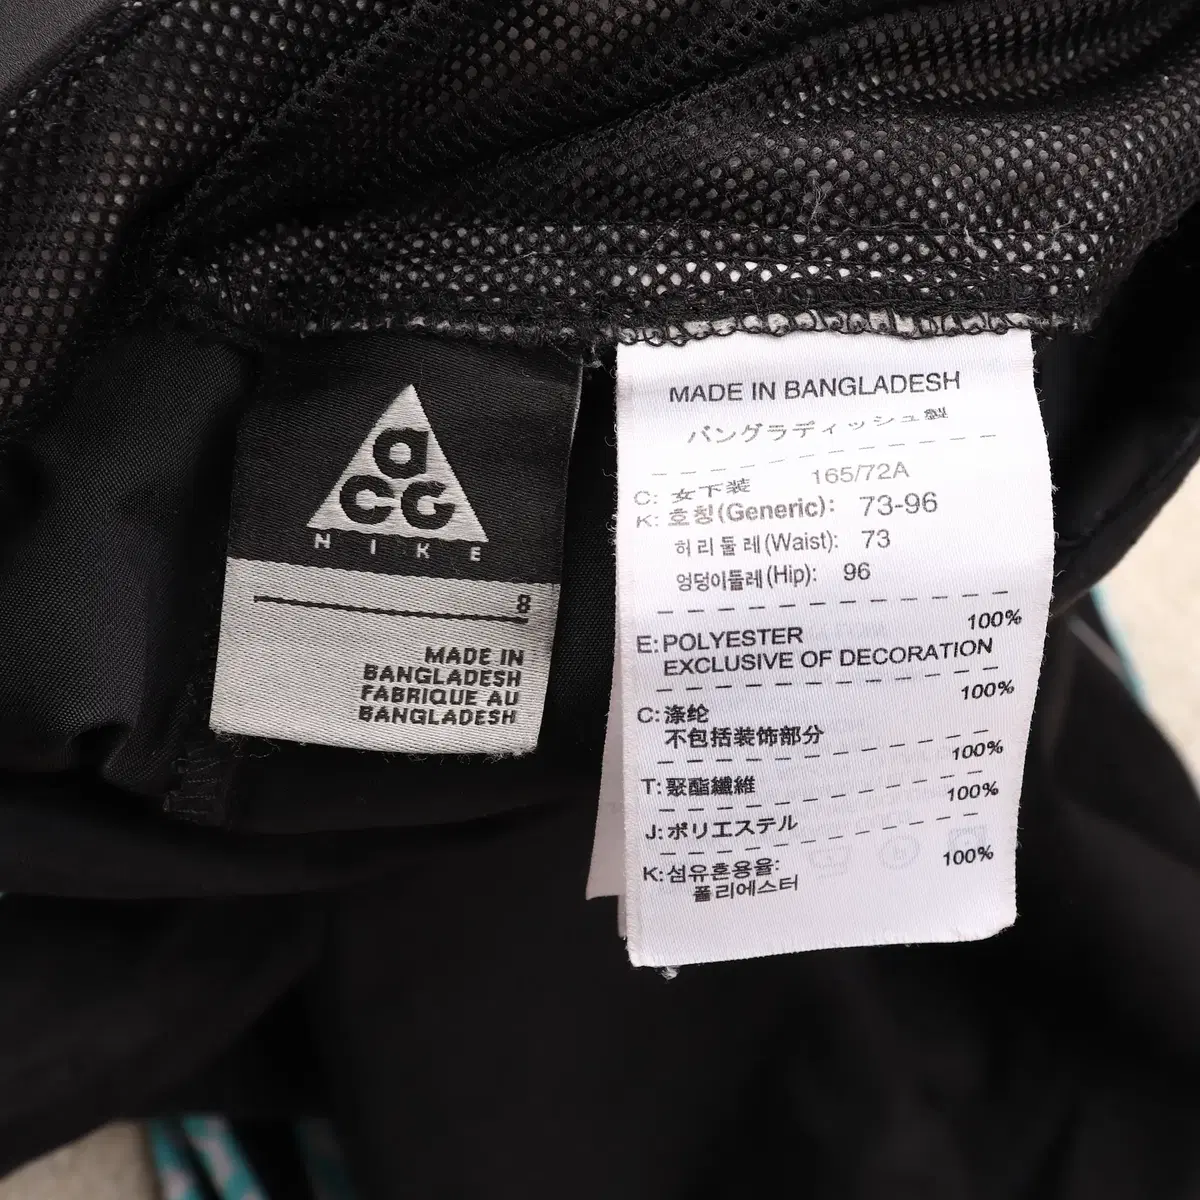 aCG
NIKE
8
MADE IN
BANGLADESH
FABRIQUE AU
BANGLADESH
MADE IN BANGLADESH
バングラディッシュ製
C: 女下装 165/72A
K: 호칭(Generic): 73-96
허리둘레(Waist): 73
엉덩이둘레(Hip): 96
100%
E: POLYESTER
EXCLUSIVE OF DECORATION
100%
C: 涤纶
不包括装饰部分
100%
T: 聚酯纖維
100%
J: ポリエステル
100%
K: 섬유혼용율:
폴리에스터